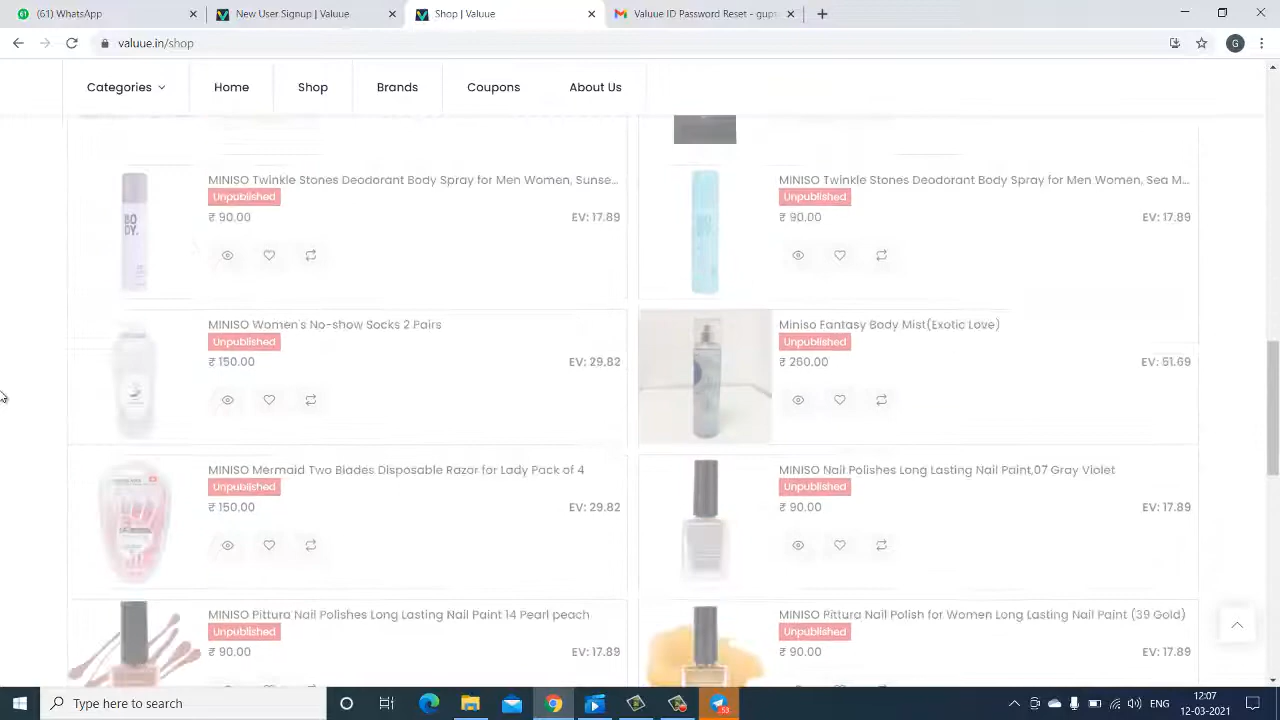 (61) WhatsApp
New User Signup | Valuue
Shop | Valuue
Valuue ID Password Reset - gupt
valuue.in/shop
G
Categories
Home
Shop
Brands
Coupons
About Us
MINISO Twinkle Stones Deodorant Body Spray for Men Women, Sunse...
Unpublished
₹ 90.00
EV: 17.89
MINISO Twinkle Stones Deodorant Body Spray for Men Women, Sea M...
Unpublished
₹ 90.00
EV: 17.89
BO
DY.
MINISO Women's No-show Socks 2 Pairs
Unpublished
₹ 150.00
EV: 29.82
Miniso Fantasy Body Mist(Exotic Love)
Unpublished
₹ 260.00
EV: 51.69
MINISO Mermaid Two Blades Disposable Razor for Lady Pack of 4
Unpublished
₹ 150.00
EV: 29.82
MINISO Nail Polishes Long Lasting Nail Paint,07 Gray Violet
Unpublished
₹ 90.00
EV: 17.89
MINISO Pittura Nail Polishes Long Lasting Nail Paint 14 Pearl peach
Unpublished
₹ 90.00
EV: 17.89
MINISO Pittura Nail Polish for Women Long Lasting Nail Paint (39 Gold)
Unpublished
₹ 90.00
EV: 17.89
Type here to search
12:07
12-03-2021